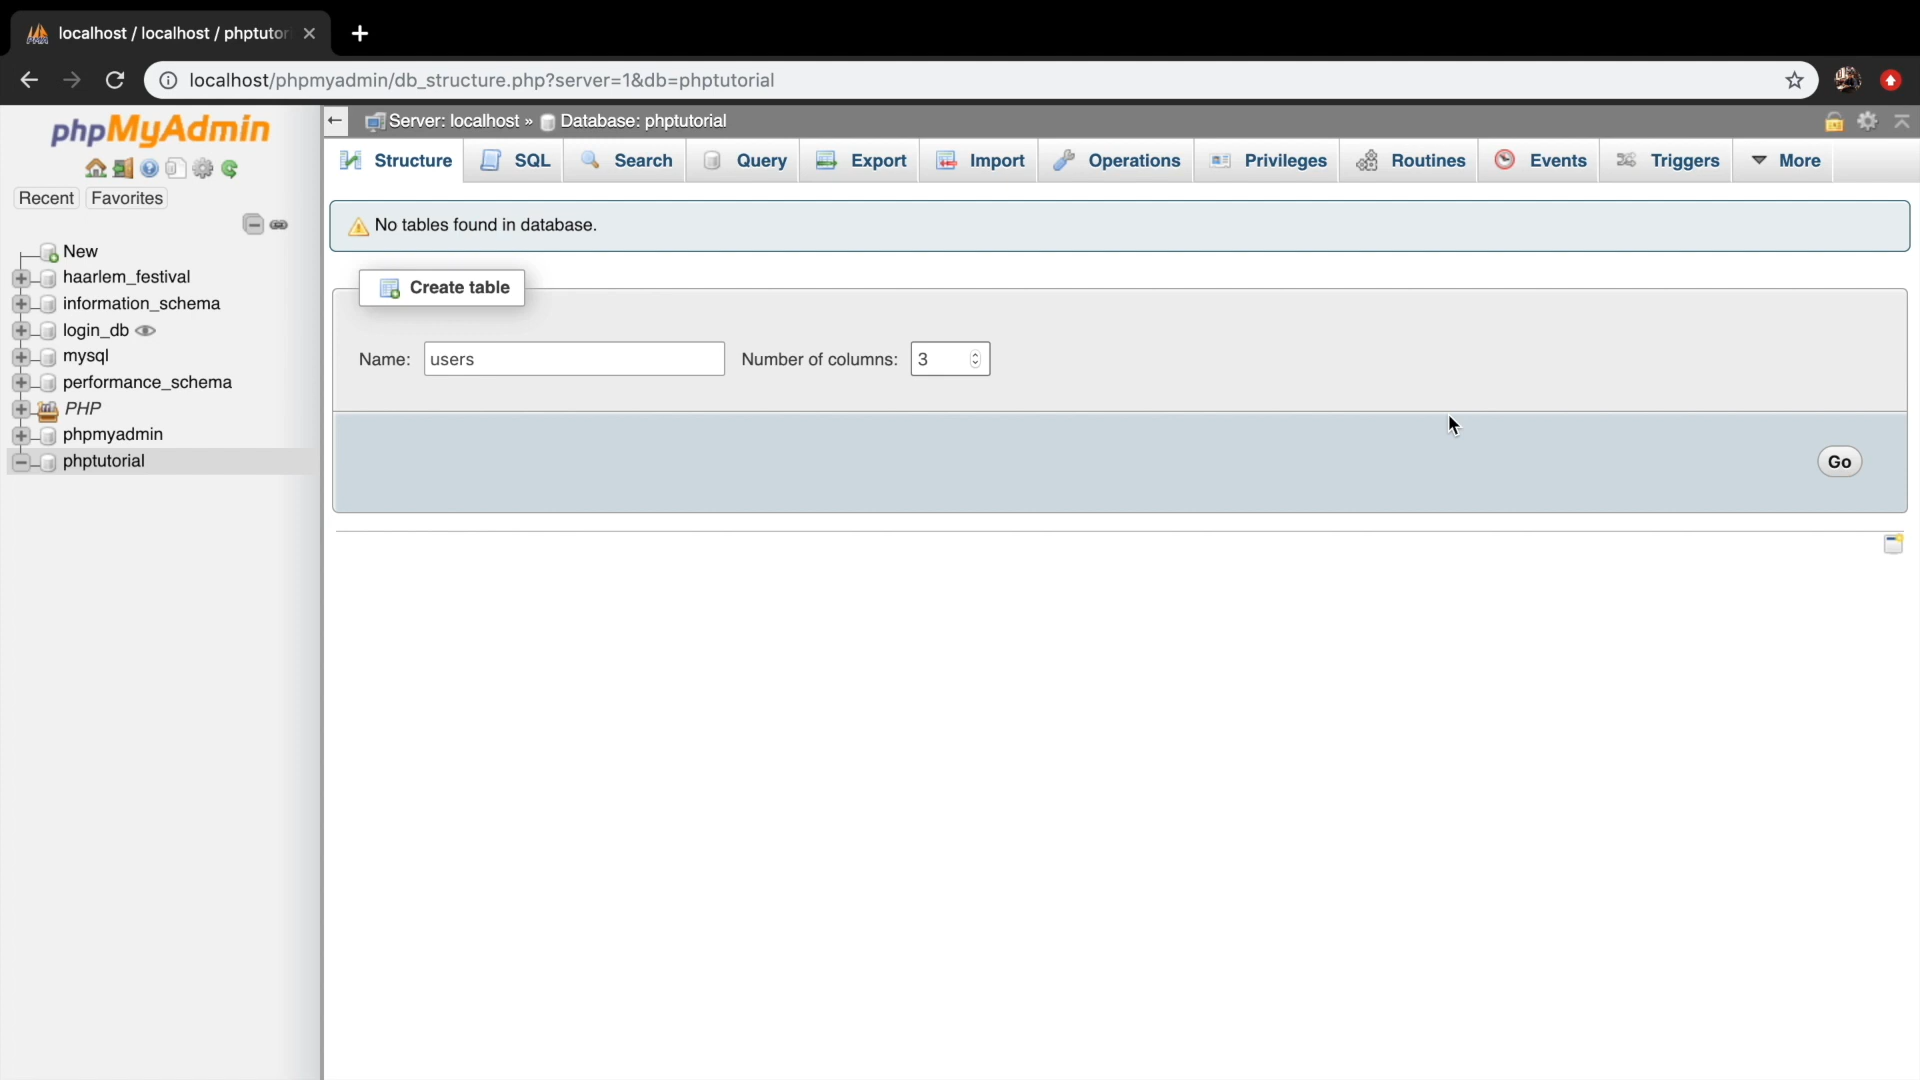 localhost / localhost / phptutor
localhost/phpmyadmin/db_structure.php?server=1&db=phptutorial
phpMyAdmin
Recent
Favorites
New
haarlem_festival
information_schema
login_db
mysql
performance_schema
PHP
phpmyadmin
phptutorial
Server: localhost » Database: phptutorial
Structure SQL Search Query Export Import Operations Privileges Routines Events Triggers More
No tables found in database.
Create table
Name: users Number of columns: 3
Go